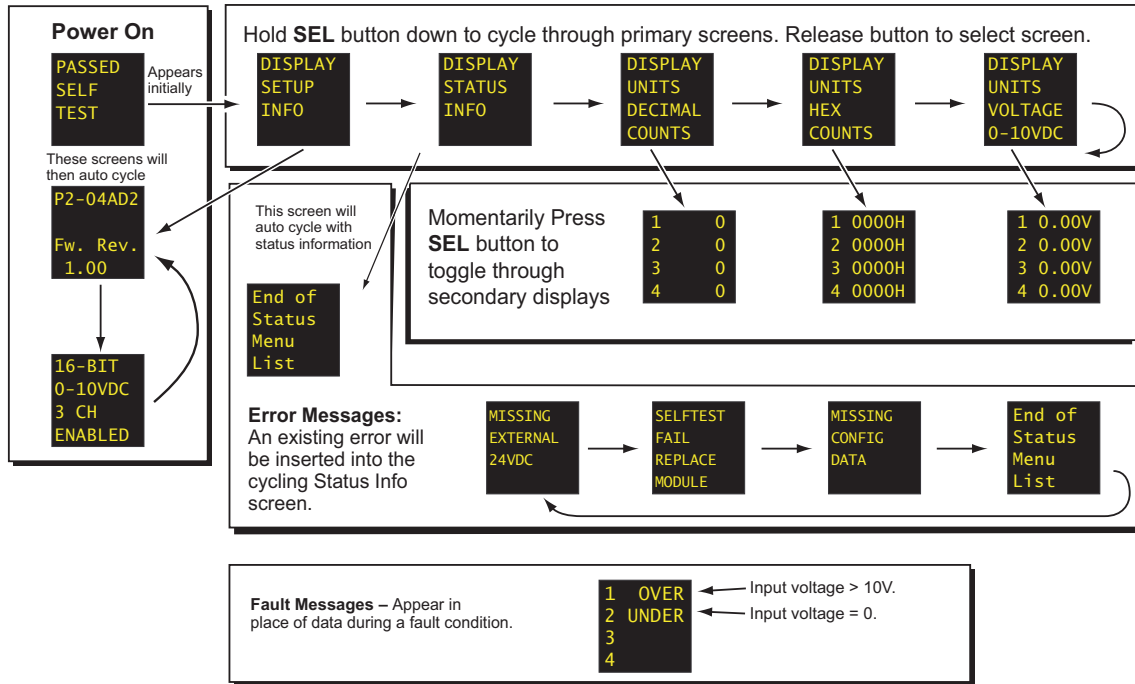 Power On
PASSED
SELF
TEST
Appears
initially
These screens will
then auto cycle
P2-04AD2
Fw. Rev.
1.00
16-BIT
0-10VDC
3 CH
ENABLED
Hold SEL button down to cycle through primary screens. Release button to select screen.
DISPLAY
SETUP
INFO
DISPLAY
STATUS
INFO
DISPLAY
UNITS
DECIMAL
COUNTS
DISPLAY
UNITS
HEX
COUNTS
DISPLAY
UNITS
VOLTAGE
0-10VDC
This screen will
auto cycle with
status information
End of
Status
Menu
List
Momentarily Press
SEL button to
toggle through
secondary displays
1 0
2 0
3 0
4 0
1 0000H
2 0000H
3 0000H
4 0000H
1 0.00V
2 0.00V
3 0.00V
4 0.00V
Error Messages:
An existing error will
be inserted into the
cycling Status Info
screen.
MISSING
EXTERNAL
24VDC
SELFTEST
FAIL
REPLACE
MODULE
MISSING
CONFIG
DATA
End of
Status
Menu
List
Fault Messages – Appear in
place of data during a fault condition.
1 OVER
2 UNDER
3
4
Input voltage > 10V.
Input voltage = 0.